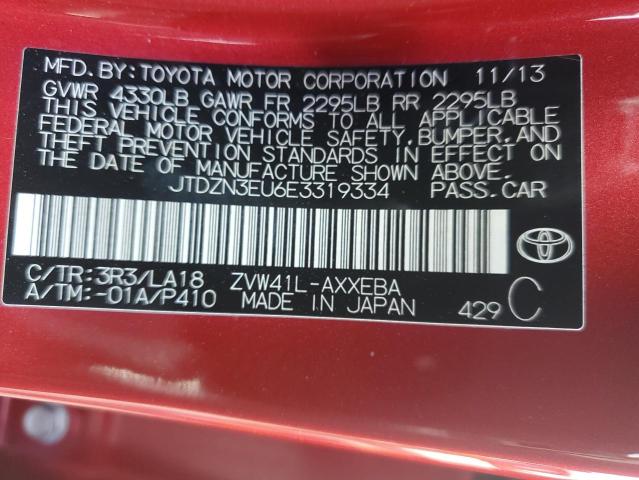 MFD. BY: TOYOTA MOTOR CORPORATION 11/13
GVWR 4330LB GAWR FR 2295LB RR 2295LB
THIS VEHICLE CONFORMS TO ALL APPLICABLE
FEDERAL MOTOR VEHICLE SAFETY, BUMPER, AND
THEFT PREVENTION STANDARDS IN EFFECT ON
THE DATE OF MANUFACTURE SHOWN ABOVE.
JTDZN3EU6E3319334 PASS. CAR
C/TR: 3R3/LA18 ZVW41L-AXXEBA
A/TM: -01A/P410 MADE IN JAPAN 429 C